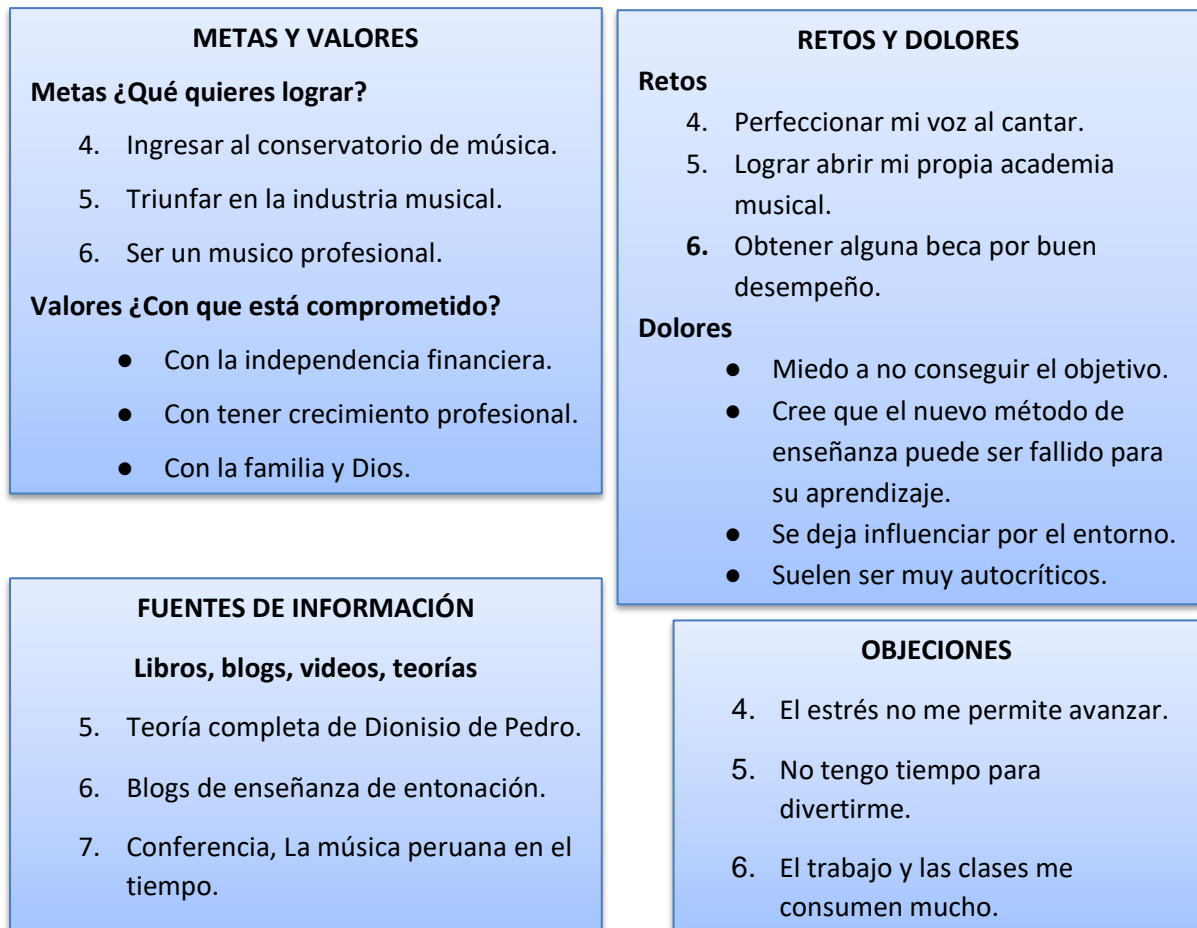 METAS Y VALORES
Metas ¿Qué quieres lograr?
4. Ingresar al conservatorio de música.
5. Triunfar en la industria musical.
6. Ser un musico profesional.
Valores ¿Con que está comprometido?
● Con la independencia financiera.
● Con tener crecimiento profesional.
● Con la familia y Dios.
RETOS Y DOLORES
Retos
4. Perfeccionar mi voz al cantar.
5. Lograr abrir mi propia academia
musical.
6. Obtener alguna beca por buen
desempeño.
Dolores
● Miedo a no conseguir el objetivo.
● Cree que el nuevo método de
enseñanza puede ser fallido para
su aprendizaje.
● Se deja influenciar por el entorno.
● Suelen ser muy autocríticos.
FUENTES DE INFORMACIÓN
Libros, blogs, videos, teorías
5. Teoría completa de Dionisio de Pedro.
6. Blogs de enseñanza de entonación.
7. Conferencia, La música peruana en el
tiempo.
OBJECIONES
4. El estrés no me permite avanzar.
5. No tengo tiempo para
divertirme.
6. El trabajo y las clases me
consumen mucho.